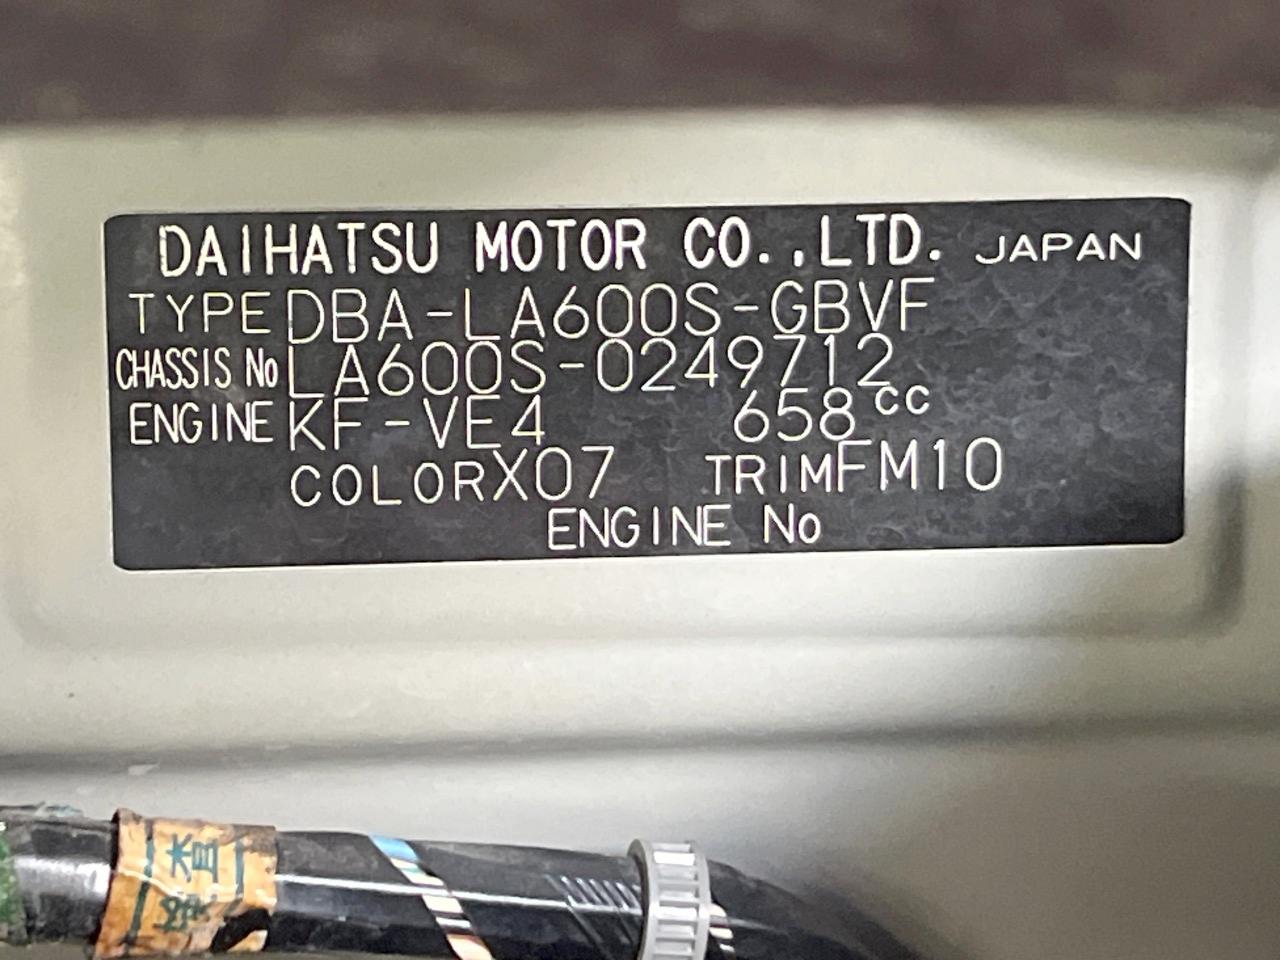 DAIHATSU MOTOR CO.,LTD. JAPAN
TYPE DBA-LA600S-GBVF
CHASSIS No LA600S-0249712
ENGINE KF-VE4 658cc
COLOR X07 TRIM FM10
ENGINE No